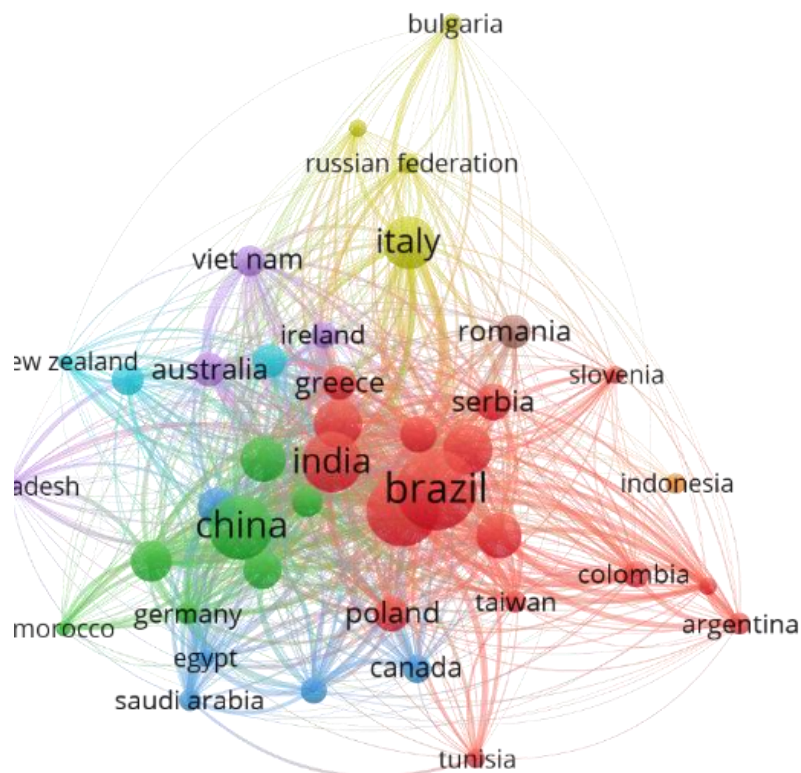 bulgaria
russian federation
italy
viet nam
ireland
romania
ew zealand
australia
greece
slovenia
serbia
india
brazil
adesh
indonesia
china
colombia
taiwan
germany
poland
morocco
argentina
egypt
canada
saudi arabia
tunisia